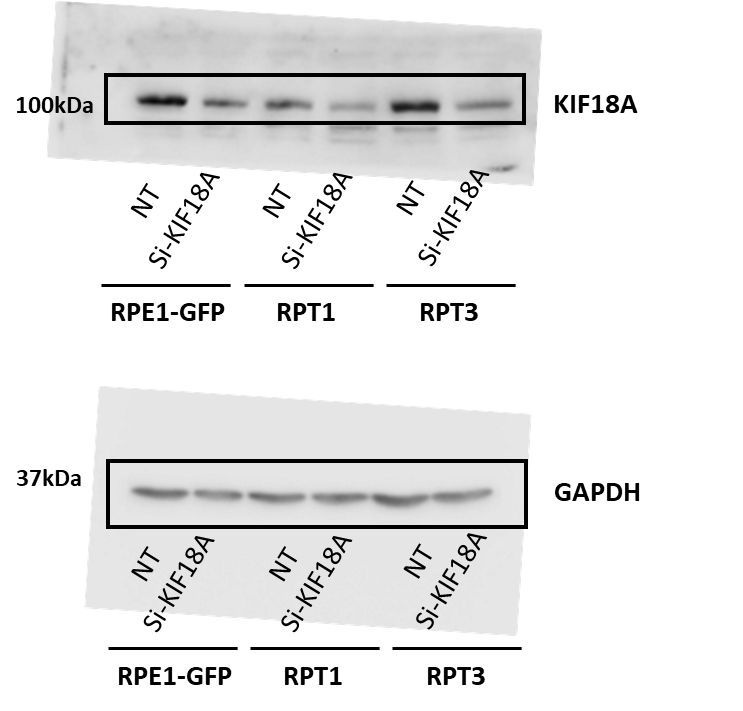 100kDa
KIF18A
NT
Si-KIF18A
NT
Si-KIF18A
NT
Si-KIF18A
RPE1-GFP
RPT1
RPT3
37kDa
GAPDH
NT
Si-KIF18A
NT
Si-KIF18A
NT
Si-KIF18A
RPE1-GFP
RPT1
RPT3